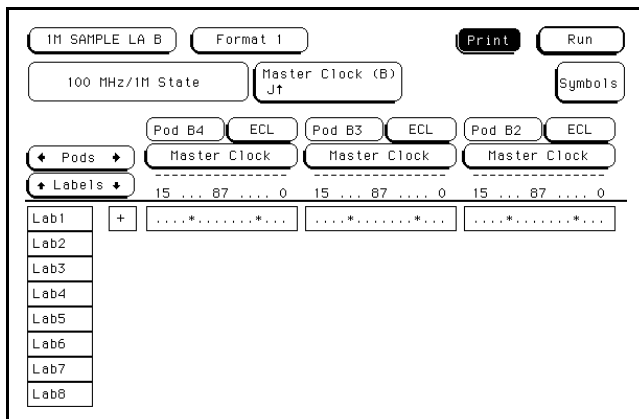 1M SAMPLE LA B Format 1 Print Run
100 MHz/1M State Master Clock (B) Symbols
J↑
Pod B4 ECL Pod B3 ECL Pod B2 ECL
← Pods → Master Clock Master Clock Master Clock
↑ Labels ↓ 15 ... 87 .... 0 15 ... 87 .... 0 15 ... 87 .... 0
Lab1 + ....*.......*... ....*.......*... ....*.......*...
Lab2
Lab3
Lab4
Lab5
Lab6
Lab7
Lab8